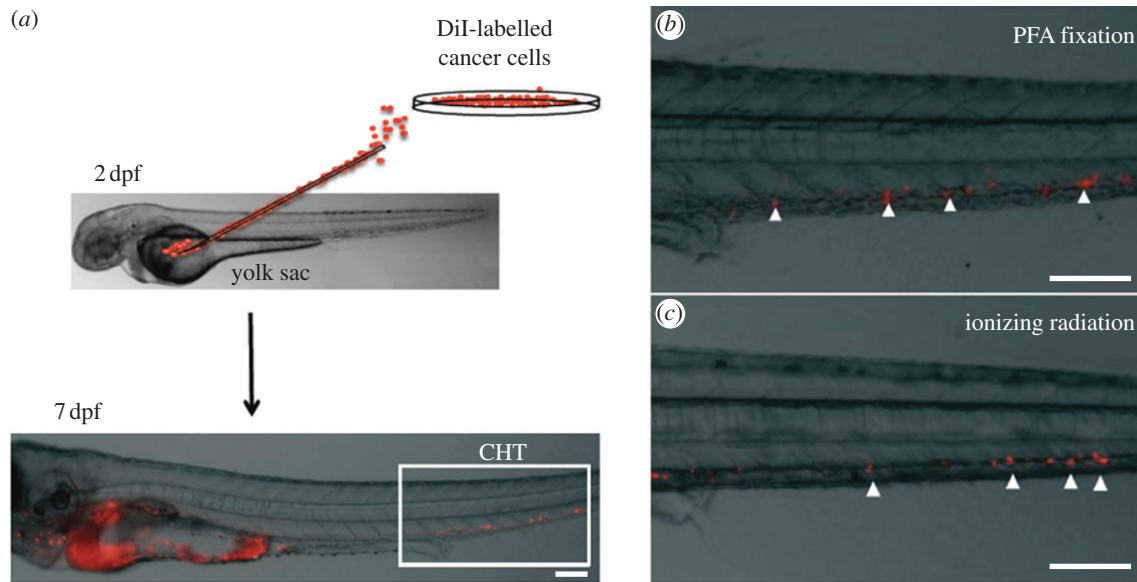 (a)
DiI-labelled
cancer cells
2 dpf
yolk sac
7 dpf
CHT
(b)
PFA fixation
(c)
ionizing radiation